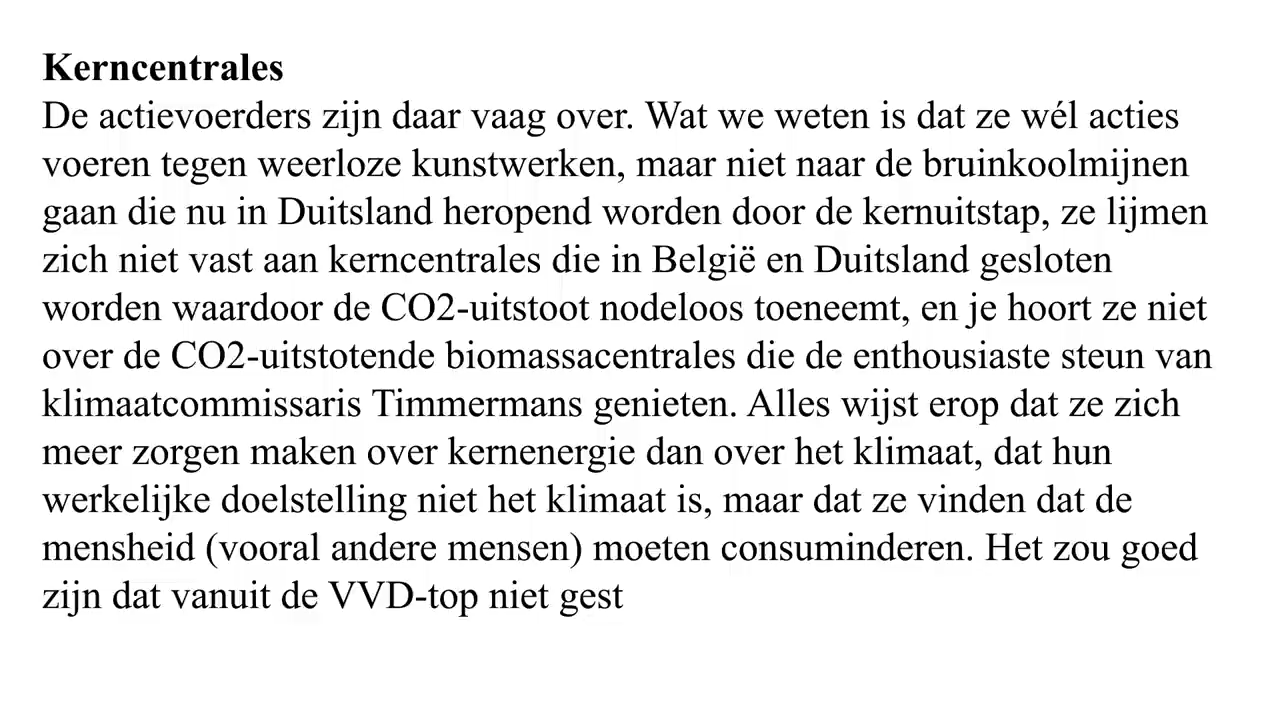 Kerncentrales
De actievoerders zijn daar vaag over. Wat we weten is dat ze wél acties
voeren tegen weerloze kunstwerken, maar niet naar de bruinkoolmijnen
gaan die nu in Duitsland heropend worden door de kernuitstap, ze lijmen
zich niet vast aan kerncentrales die in België en Duitsland gesloten
worden waardoor de CO2-uitstoot nodeloos toeneemt, en je hoort ze niet
over de CO2-uitstotende biomassacentrales die de enthousiaste steun van
klimaatcommissaris Timmermans genieten. Alles wijst erop dat ze zich
meer zorgen maken over kernenergie dan over het klimaat, dat hun
werkelijke doelstelling niet het klimaat is, maar dat ze vinden dat de
mensheid (vooral andere mensen) moeten consuminderen. Het zou goed
zijn dat vanuit de VVD-top niet gest